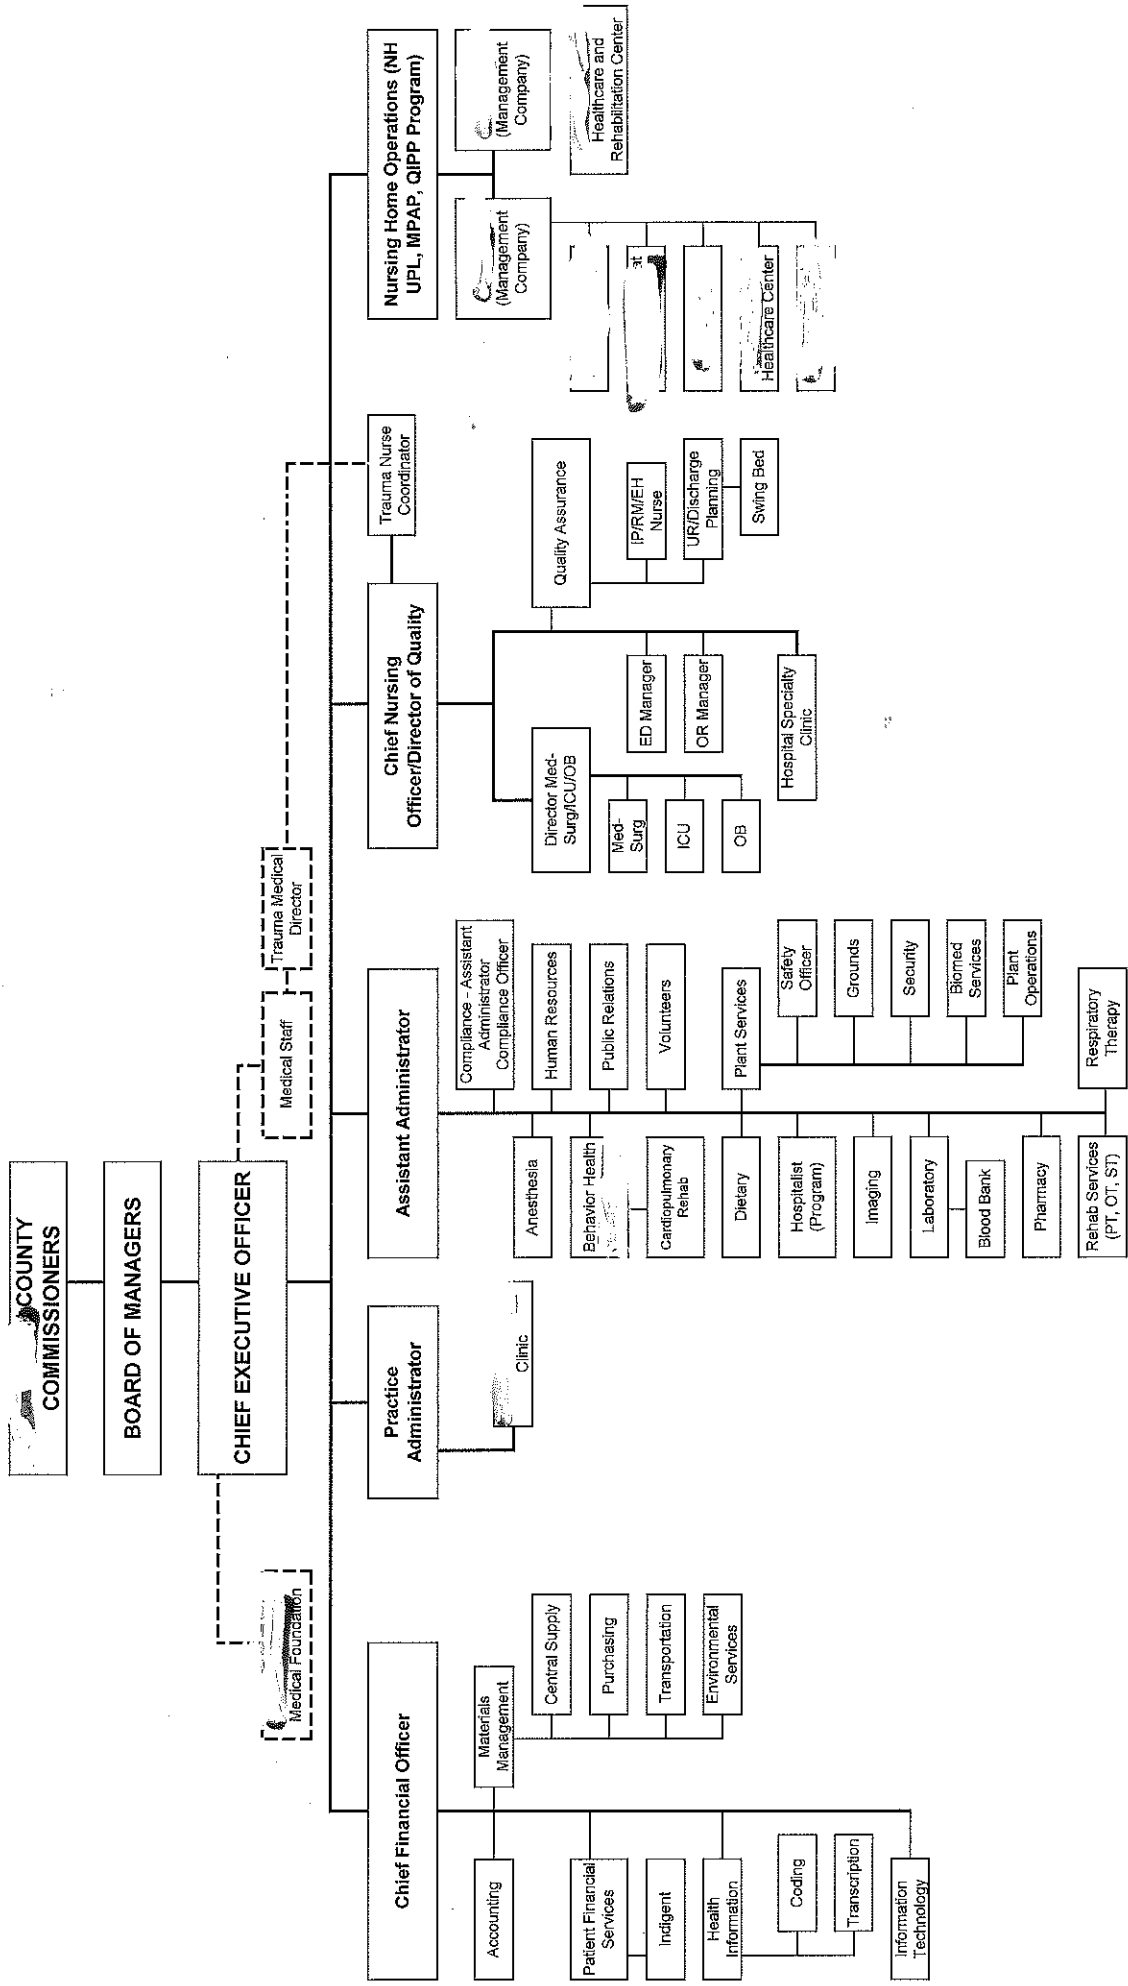 COUNTY
COMMISSIONERS
BOARD OF MANAGERS
CHIEF EXECUTIVE OFFICER
Medical Foundation
Medical Staff
Trauma Medical
Director
Chief Financial Officer
Accounting
Materials
Management
Central Supply
Purchasing
Transportation
Environmental
Services
Patient Financial
Services
Indigent
Health
Information
Coding
Transcription
Information
Technology
Practice
Administrator
Clinic
Assistant Administrator
Compliance – Assistant
Administrator
Compliance Officer
Anesthesia
Human Resources
Behavior Health
Public Relations
Cardiopulmonary
Rehab
Volunteers
Dietary
Plant Services
Safety
Officer
Grounds
Security
Biomed
Services
Plant
Operations
Hospitalist
(Program)
Imaging
Laboratory
Blood Bank
Pharmacy
Rehab Services
(PT, OT, ST)
Respiratory
Therapy
Chief Nursing
Officer/Director of Quality
Trauma Nurse
Coordinator
Director Med-
Surg/ICU/OB
Med-
Surg
ICU
OB
Quality Assurance
IP/RM/EH
Nurse
UR/Discharge
Planning
Swing Bed
ED Manager
OR Manager
Hospital Specialty
Clinic
Nursing Home Operations (NH
UPL, MPAP, QIPP Program)
(Management
Company)
(Management
Company)
at
Healthcare Center
Healthcare and
Rehabilitation Center